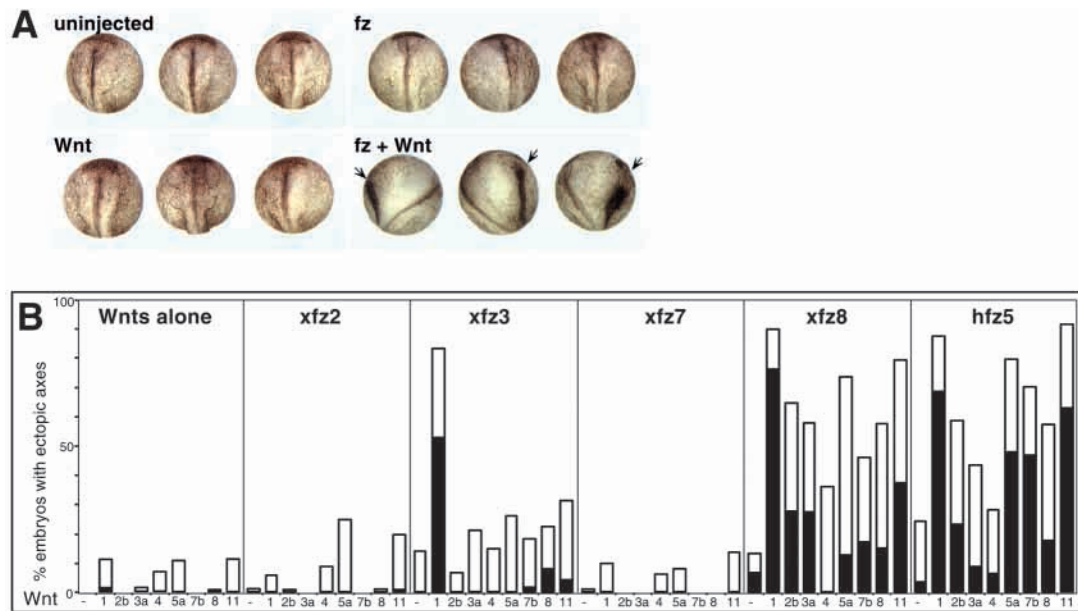 A
uninjected
fz
Wnt
fz + Wnt
B
Wnts alone
xfz2
xfz3
xfz7
xfz8
hfz5
% embryos with ectopic axes
100
50
0
Wnt - 1 2b 3a 4 5a 7b 8 11 - 1 2b 3a 4 5a 7b 8 11 - 1 2b 3a 4 5a 7b 8 11 - 1 2b 3a 4 5a 7b 8 11 - 1 2b 3a 4 5a 7b 8 11 - 1 2b 3a 4 5a 7b 8 11